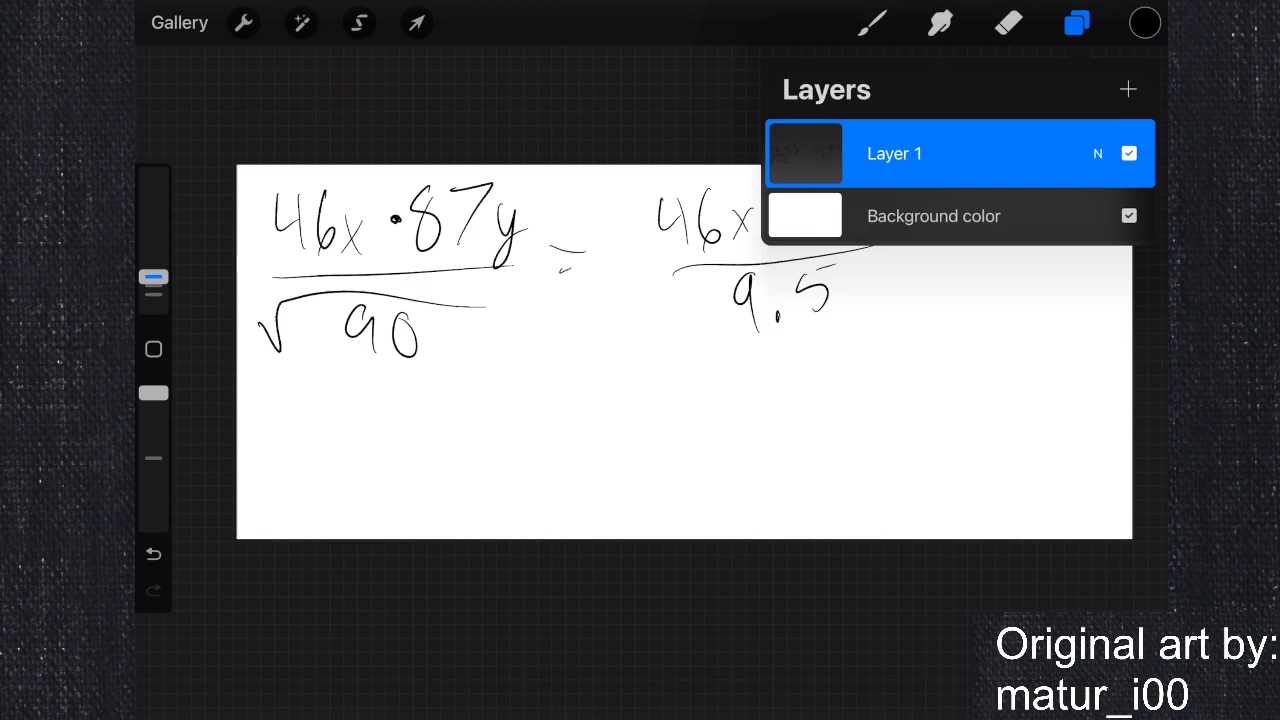 Gallery
Layers
Layer 1 N
Background color
46x · 87y = 46x
√90 9.5
Original art by:
matur_i00